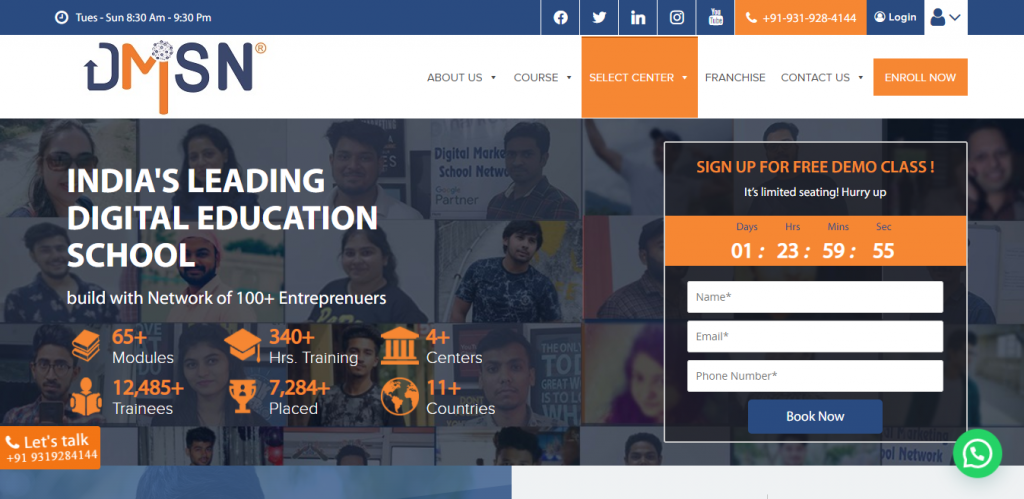 Tues - Sun 8:30 Am - 9:30 Pm
You
Tube
+91-931-928-4144
Login
DMSN®
ABOUT US
COURSE
SELECT CENTER
FRANCHISE
CONTACT US
ENROLL NOW
INDIA'S LEADING
DIGITAL EDUCATION
SCHOOL
build with Network of 100+ Entreprenuers
65+
Modules
340+
Hrs. Training
4+
Centers
12,485+
Trainees
7,284+
Placed
11+
Countries
Digital Marke
School Networ
Google
Partner
SIGN UP FOR FREE DEMO CLASS !
It's limited seating! Hurry up
Days Hrs Mins Sec
01 : 23 : 59 : 55
Name*
Email*
Phone Number*
Book Now
Let's talk
+91 9319284144